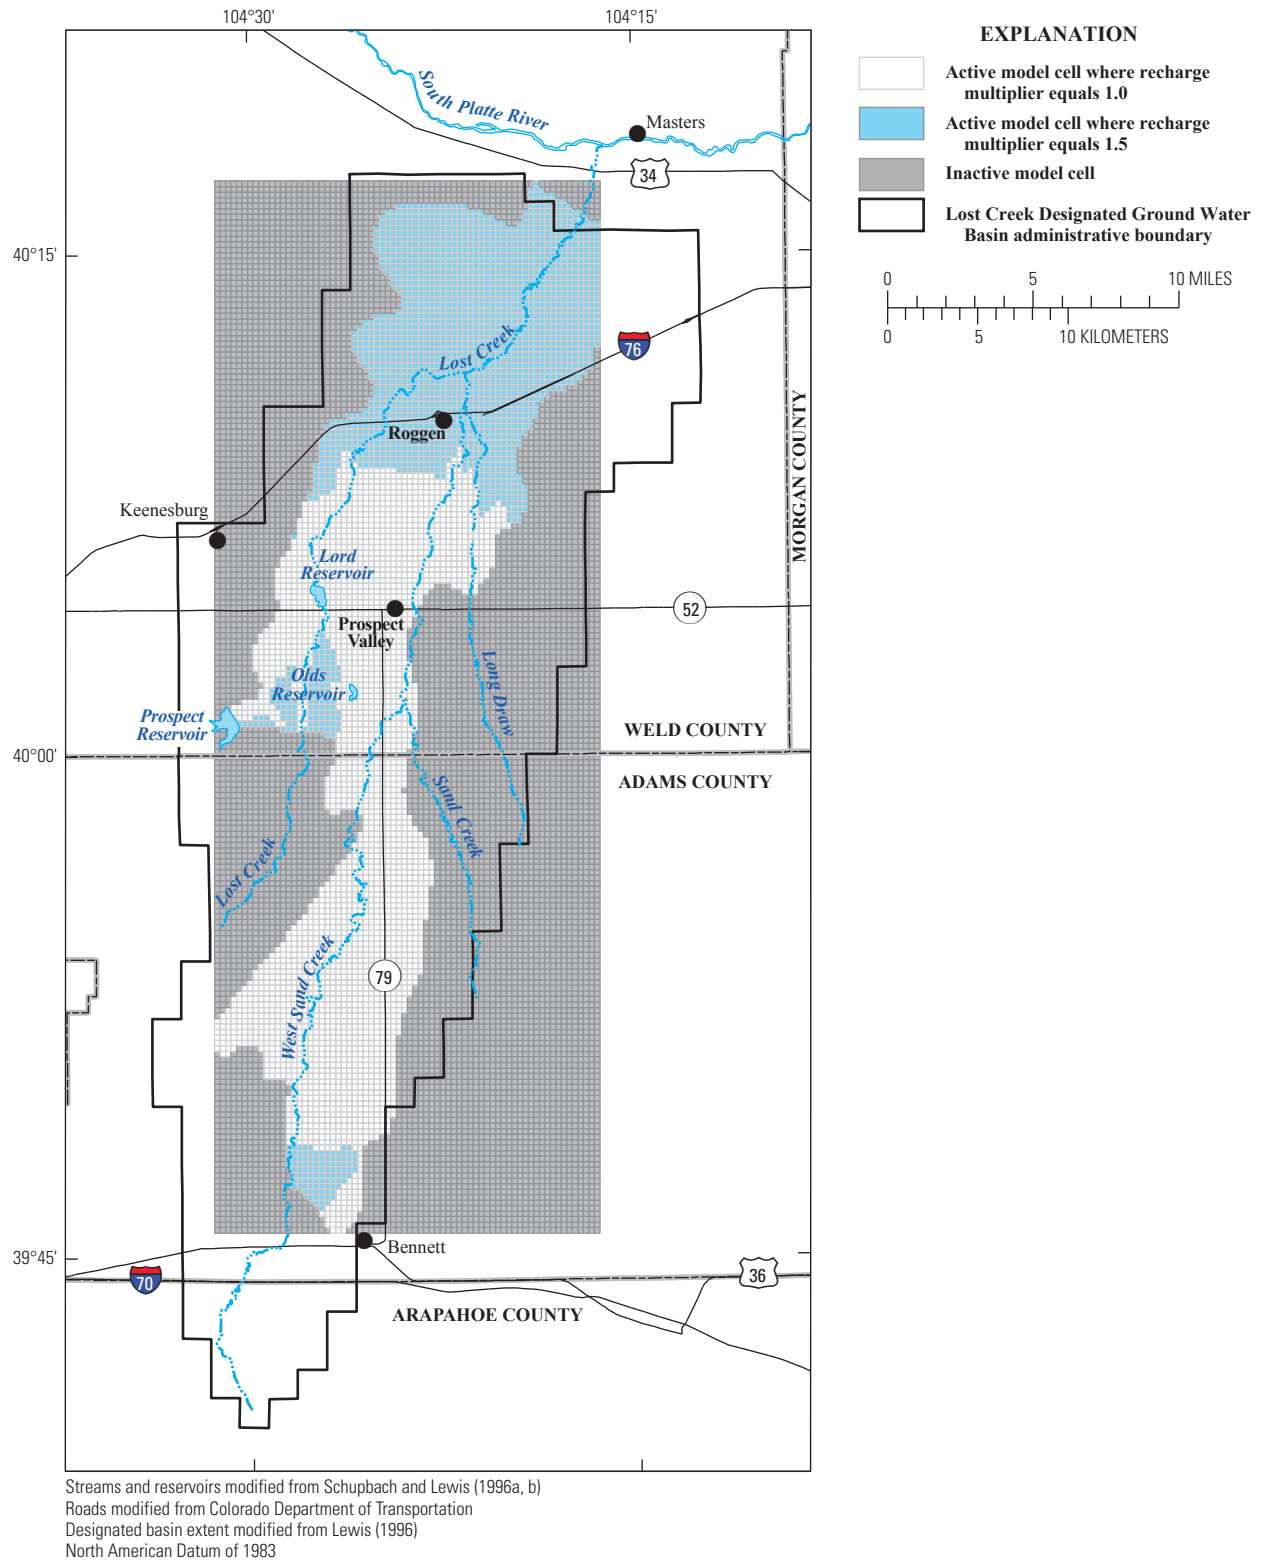 104°30'
104°15'
EXPLANATION
Active model cell where recharge
multiplier equals 1.0
Active model cell where recharge
multiplier equals 1.5
Inactive model cell
Lost Creek Designated Ground Water
Basin administrative boundary
0 5 10 MILES
0 5 10 KILOMETERS
South Platte River
Masters
34
40°15'
76
Lost Creek
Roggen
MORGAN COUNTY
Keenesburg
Lord
Reservoir
52
Prospect
Valley
Olds
Reservoir
Long Draw
Prospect
Reservoir
WELD COUNTY
40°00'
ADAMS COUNTY
Sand Creek
Lost Creek
West Sand Creek
79
39°45'
Bennett
70
36
ARAPAHOE COUNTY
Streams and reservoirs modified from Schupbach and Lewis (1996a, b)
Roads modified from Colorado Department of Transportation
Designated basin extent modified from Lewis (1996)
North American Datum of 1983